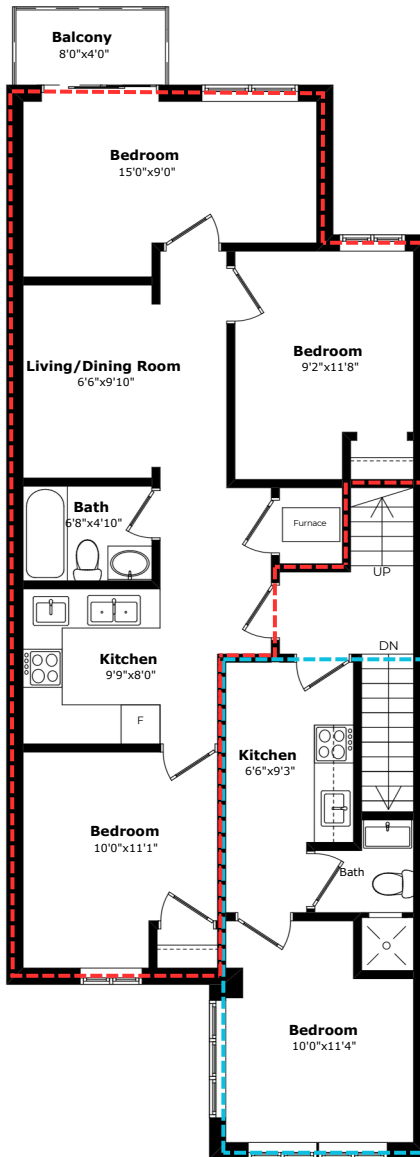 Balcony
8'0"x4'0"
Bedroom
15'0"x9'0"
Bedroom
9'2"x11'8"
Living/Dining Room
6'6"x9'10"
Bath
6'8"x4'10"
Furnace
UP
DN
Kitchen
9'9"x8'0"
F
Kitchen
6'6"x9'3"
Bedroom
10'0"x11'1"
Bath
Bedroom
10'0"x11'4"